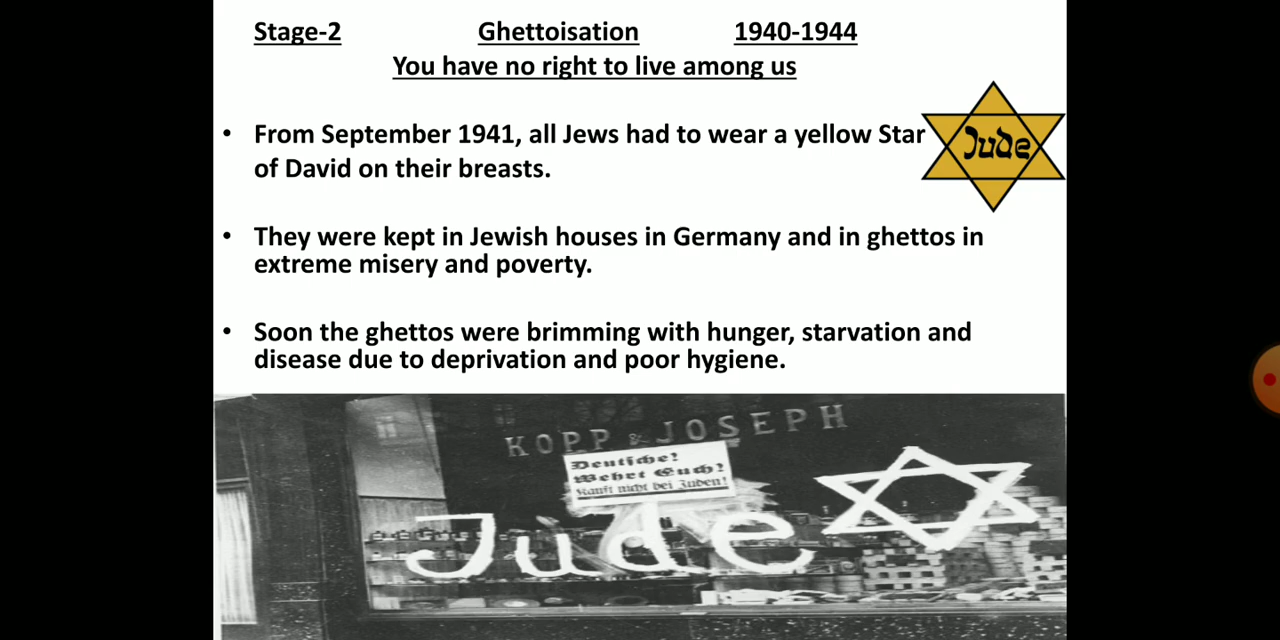 Stage-2 Ghettoisation 1940-1944
You have no right to live among us
• From September 1941, all Jews had to wear a yellow Star
of David on their breasts.
Jude
• They were kept in Jewish houses in Germany and in ghettos in
extreme misery and poverty.
• Soon the ghettos were brimming with hunger, starvation and
disease due to deprivation and poor hygiene.
KOPP & JOSEPH
Deutsche!
Wehrt Euch!
Kauft nicht bei Juden!
Jude